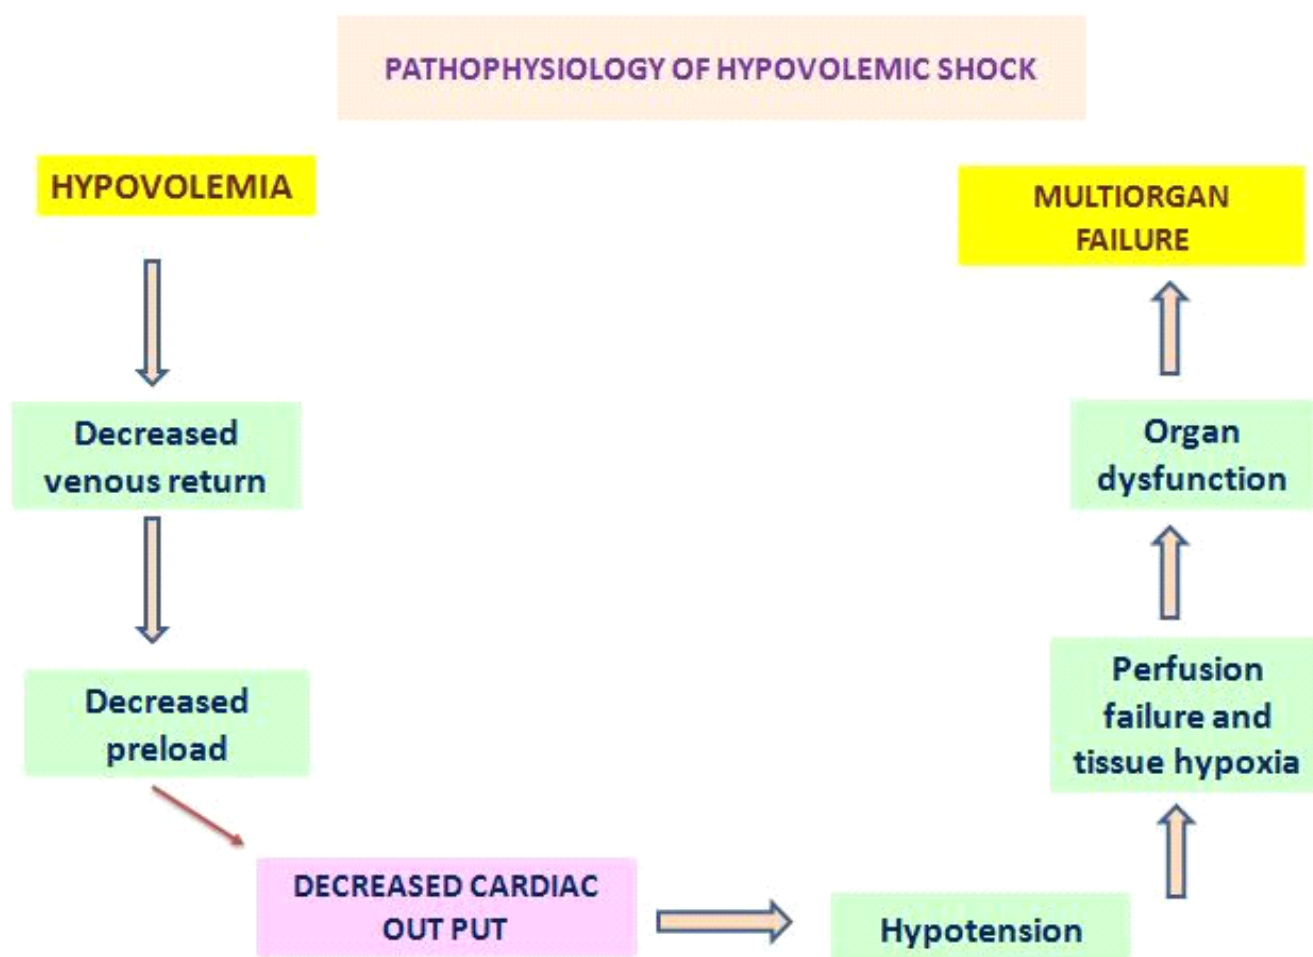 PATHOPHYSIOLOGY OF HYPOVOLEMIC SHOCK
HYPOVOLEMIA
Decreased
venous return
Decreased
preload
DECREASED CARDIAC
OUT PUT
Hypotension
Perfusion
failure and
tissue hypoxia
Organ
dysfunction
MULTIORGAN
FAILURE